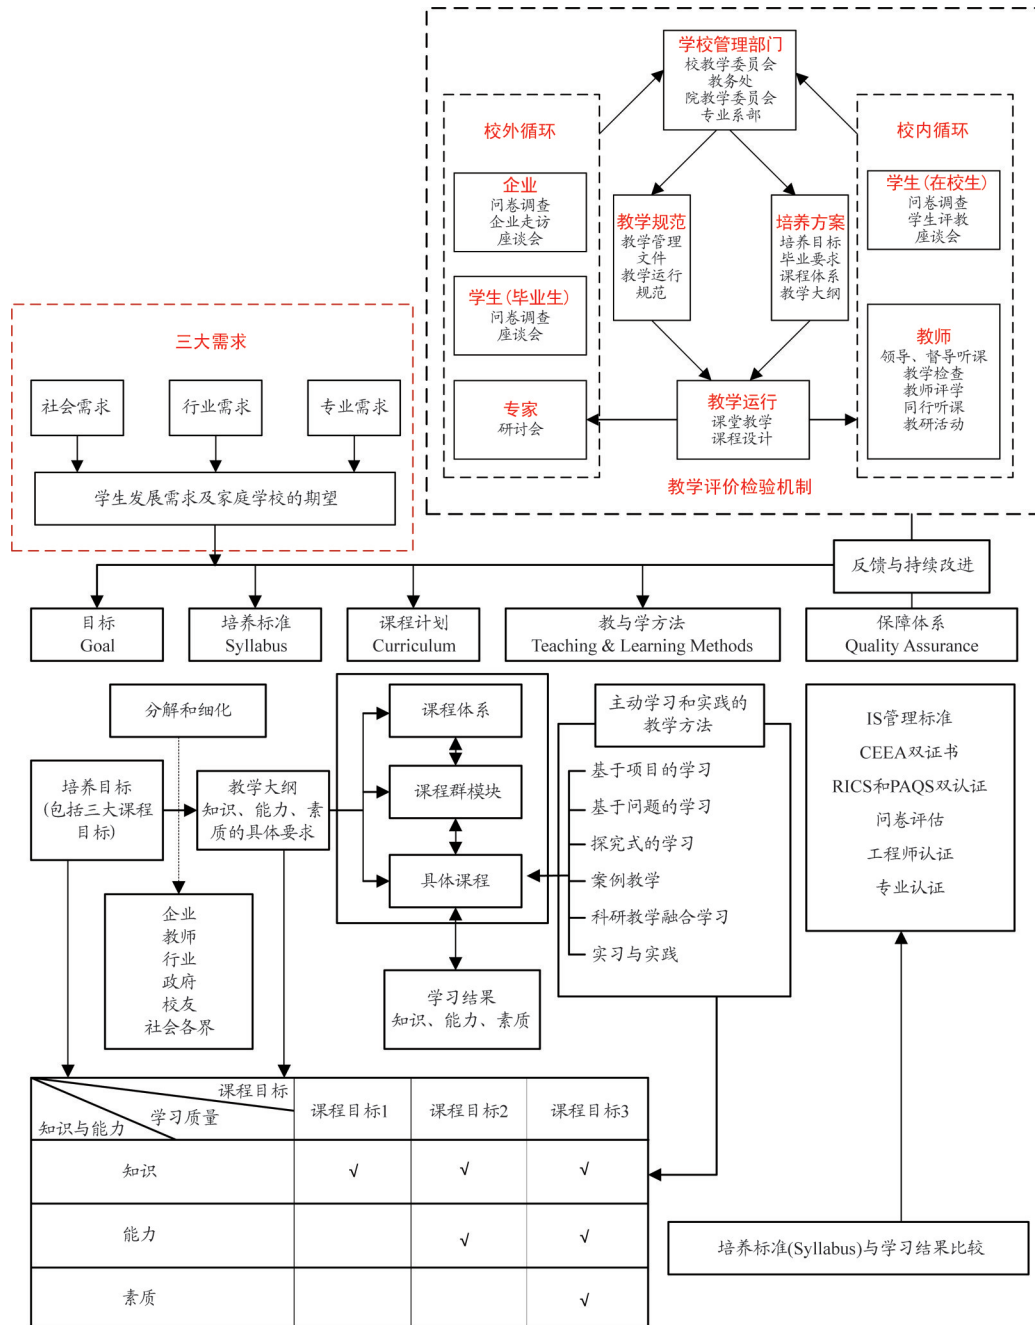 学校管理部门
校教学委员会
教务处
院教学委员会
专业系部
校外循环
校内循环
企业
问卷调查
企业走访
座谈会
学生(毕业生)
问卷调查
座谈会
专家
研讨会
教学规范
教学管理
文件
教学运行
规范
培养方案
培养目标
毕业要求
课程体系
教学大纲
学生(在校生)
问卷调查
学生评教
座谈会
教师
领导、督导听课
教学检查
教师评学
同行听课
教研活动
教学运行
课堂教学
课程设计
教学评价检验机制
三大需求
社会需求
行业需求
专业需求
学生发展需求及家庭学校的期望
反馈与持续改进
目标
Goal
培养标准
Syllabus
课程计划
Curriculum
教与学方法
Teaching & Learning Methods
保障体系
Quality Assurance
分解和细化
培养目标
(包括三大课程
目标)
教学大纲
知识、能力、素
质的具体要求
企业
教师
行业
政府
校友
社会各界
课程体系
课程群模块
具体课程
学习结果
知识、能力、素质
主动学习和实践的
教学方法
基于项目的学习
基于问题的学习
探究式的学习
案例教学
科研教学融合学习
实习与实践
IS管理标准
CEEA双证书
RICS和PAQS双认证
问卷评估
工程师认证
专业认证
培养标准(Syllabus)与学习结果比较
课程目标
学习质量
知识与能力
课程目标1 课程目标2 课程目标3
知识 √ √ √
能力 √ √
素质 √